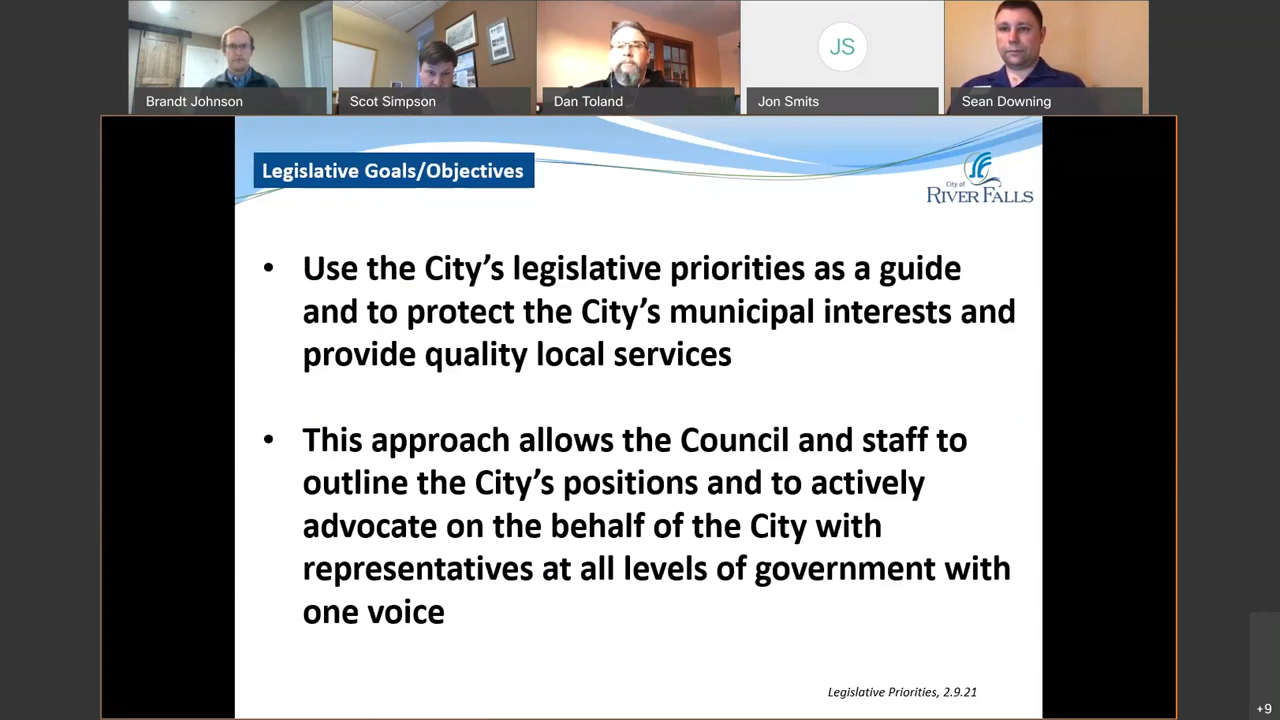 JS
Brandt Johnson
Scot Simpson
Dan Toland
Jon Smits
Sean Downing
Legislative Goals/Objectives
City of
RIVER FALLS
• Use the City’s legislative priorities as a guide
and to protect the City’s municipal interests and
provide quality local services
• This approach allows the Council and staff to
outline the City’s positions and to actively
advocate on the behalf of the City with
representatives at all levels of government with
one voice
Legislative Priorities, 2.9.21
+9